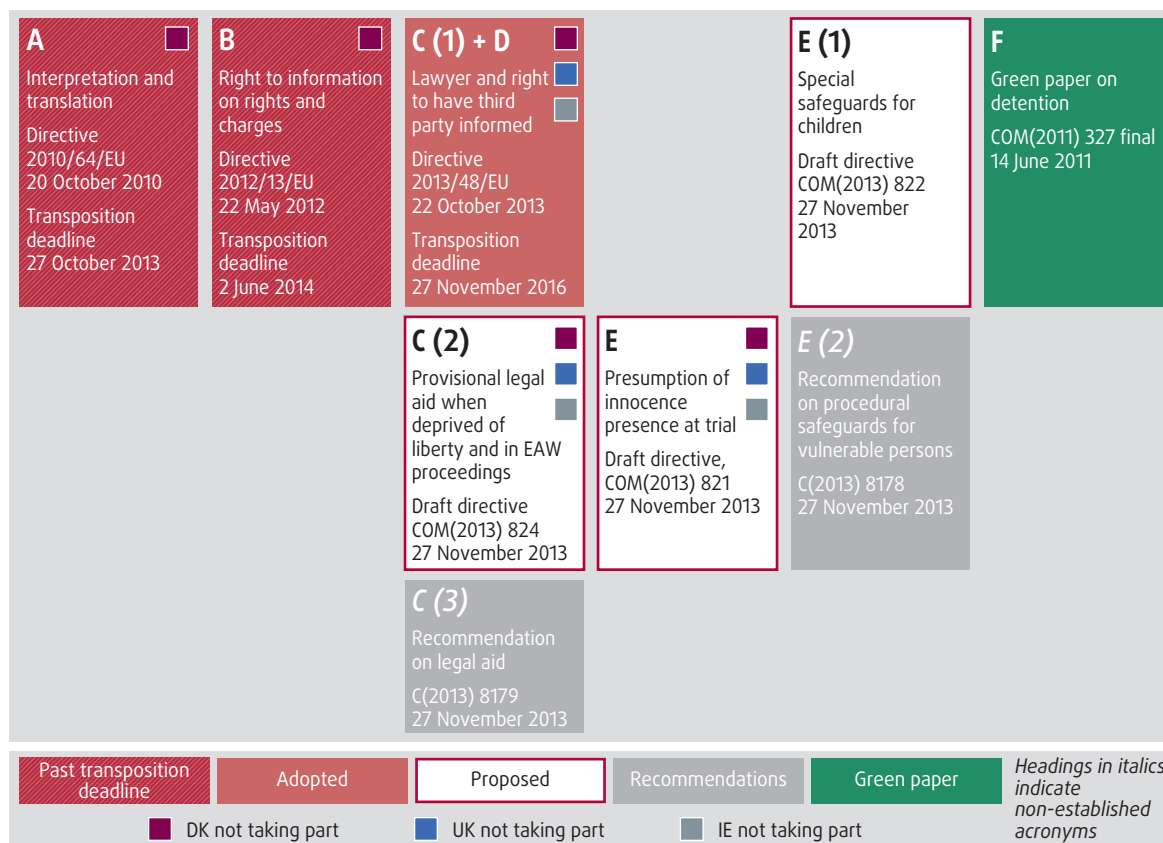 A
Interpretation and
translation
Directive
2010/64/EU
20 October 2010
Transposition
deadline
27 October 2013
B
Right to information
on rights and
charges
Directive
2012/13/EU
22 May 2012
Transposition
deadline
2 June 2014
C (1) + D
Lawyer and right
to have third
party informed
Directive
2013/48/EU
22 October 2013
Transposition
deadline
27 November 2016
E (1)
Special
safeguards for
children
Draft directive
COM(2013) 822
27 November
2013
F
Green paper on
detention
COM(2011) 327 final
14 June 2011
C (2)
Provisional legal
aid when
deprived of
liberty and in EAW
proceedings
Draft directive
COM(2013) 824
27 November 2013
E
Presumption of
innocence
presence at trial
Draft directive,
COM(2013) 821
27 November 2013
E (2)
Recommendation
on procedural
safeguards for
vulnerable persons
C(2013) 8178
27 November 2013
C (3)
Recommendation
on legal aid
C(2013) 8179
27 November 2013
Past transposition
deadline
Adopted
Proposed
Recommendations
Green paper
Headings in italics
indicate
non-established
acronyms
DK not taking part
UK not taking part
IE not taking part